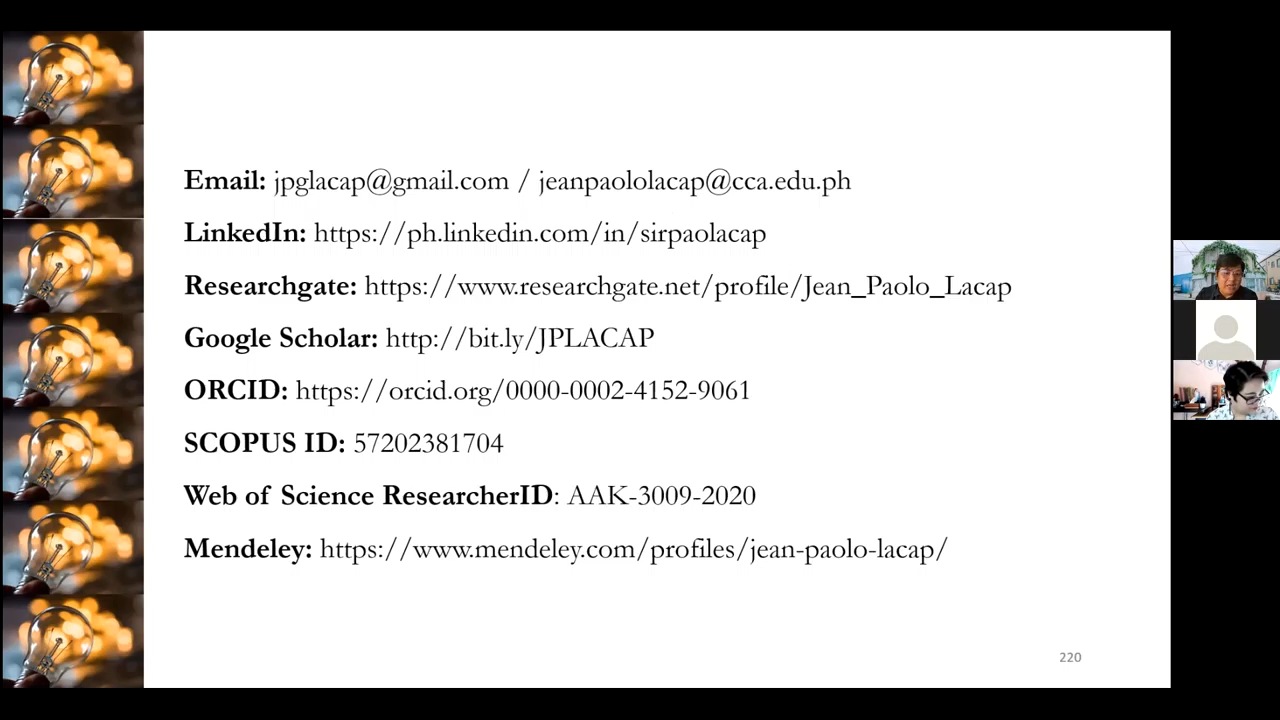 Email: jpglacap@gmail.com / jeanpaololacap@cca.edu.ph
LinkedIn: https://ph.linkedin.com/in/sirpaolacap
Researchgate: https://www.researchgate.net/profile/Jean_Paolo_Lacap
Google Scholar: http://bit.ly/JPLACAP
ORCID: https://orcid.org/0000-0002-4152-9061
SCOPUS ID: 57202381704
Web of Science ResearcherID: AAK-3009-2020
Mendeley: https://www.mendeley.com/profiles/jean-paolo-lacap/
220